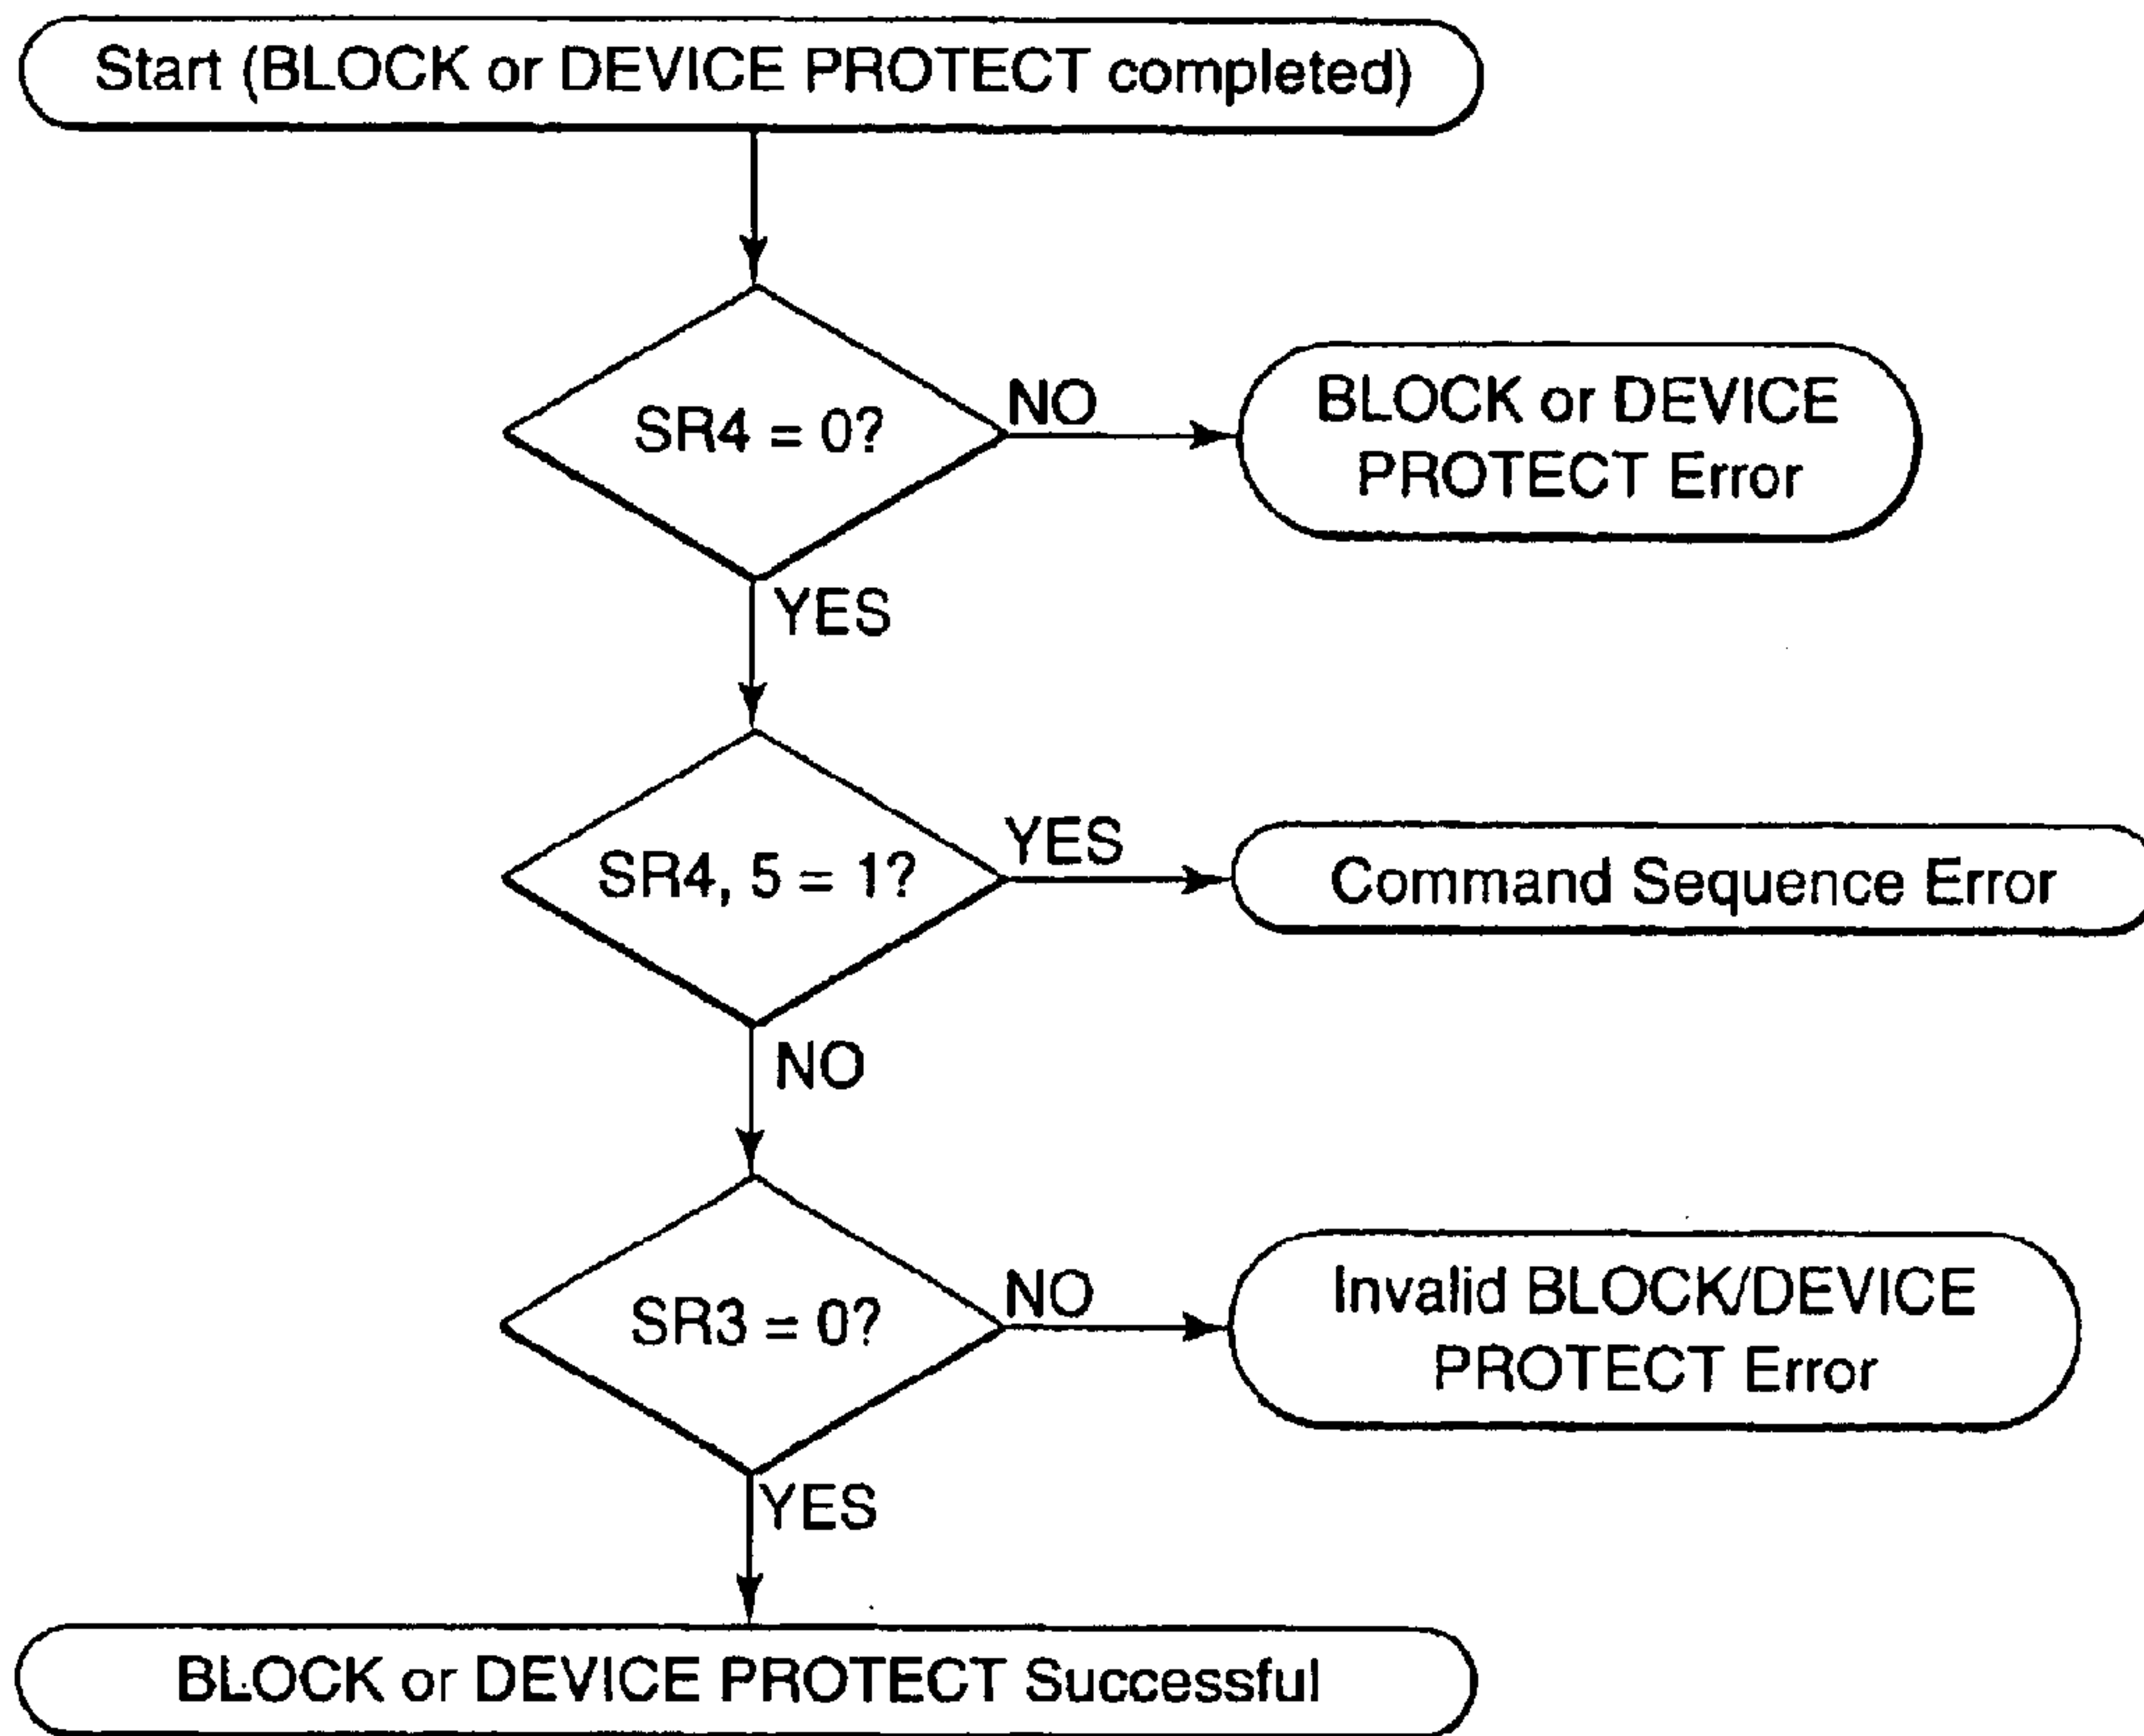 Start (BLOCK or DEVICE PROTECT completed)
SR4 = 0?
NO
BLOCK or DEVICE
PROTECT Error
YES
SR4, 5 = 1?
YES
Command Sequence Error
NO
SR3 = 0?
NO
Invalid BLOCK/DEVICE
PROTECT Error
YES
BLOCK or DEVICE PROTECT Successful